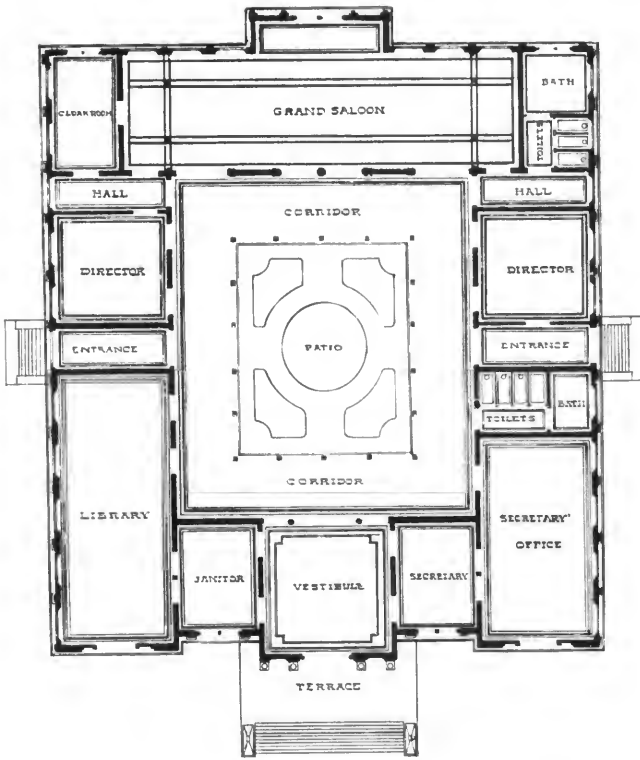 CLOAK ROOM
GRAND SALOON
BATH
TOILETS
HALL
HALL
CORRIDOR
DIRECTOR
DIRECTOR
ENTRANCE
PATIO
ENTRANCE
TOILETS
BATH
CORRIDOR
LIBRARY
SECRETARY'
OFFICE
JANITOR
VESTIBULE
SECRETARY
TERRACE